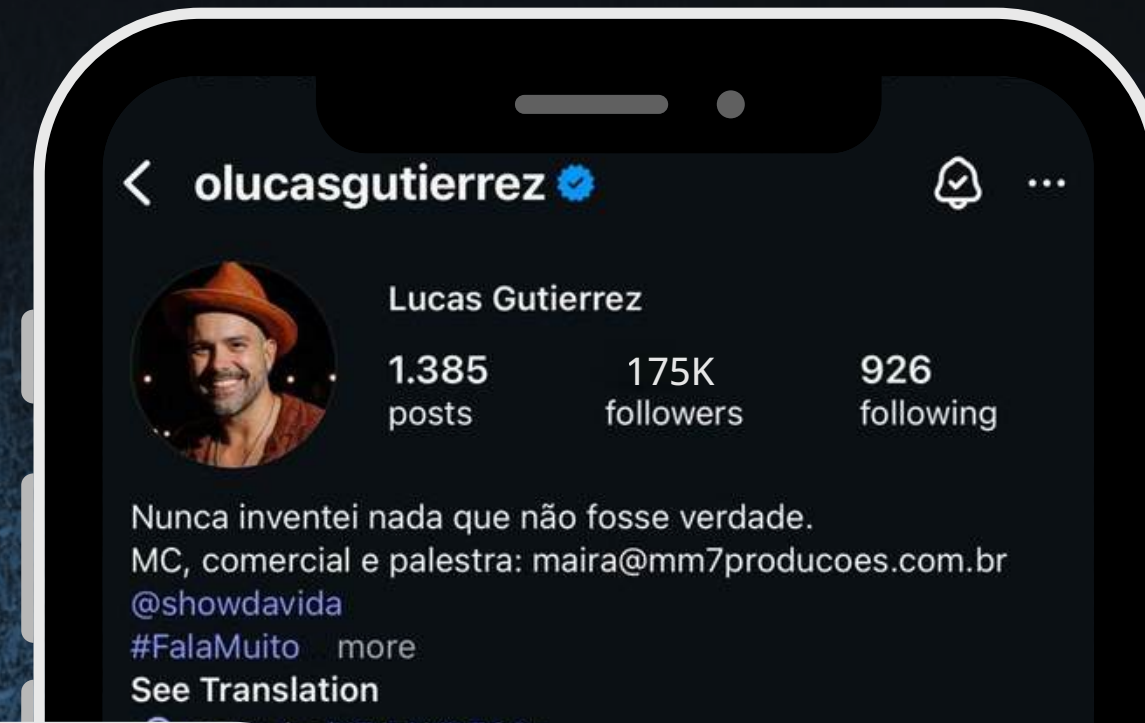 olucasgutierrez
Lucas Gutierrez
1.385 175K 926
posts followers following
Nunca inventei nada que não fosse verdade.
MC, comercial e palestra: maira@mm7producoes.com.br
@showdavida
#FalaMuito more
See Translation